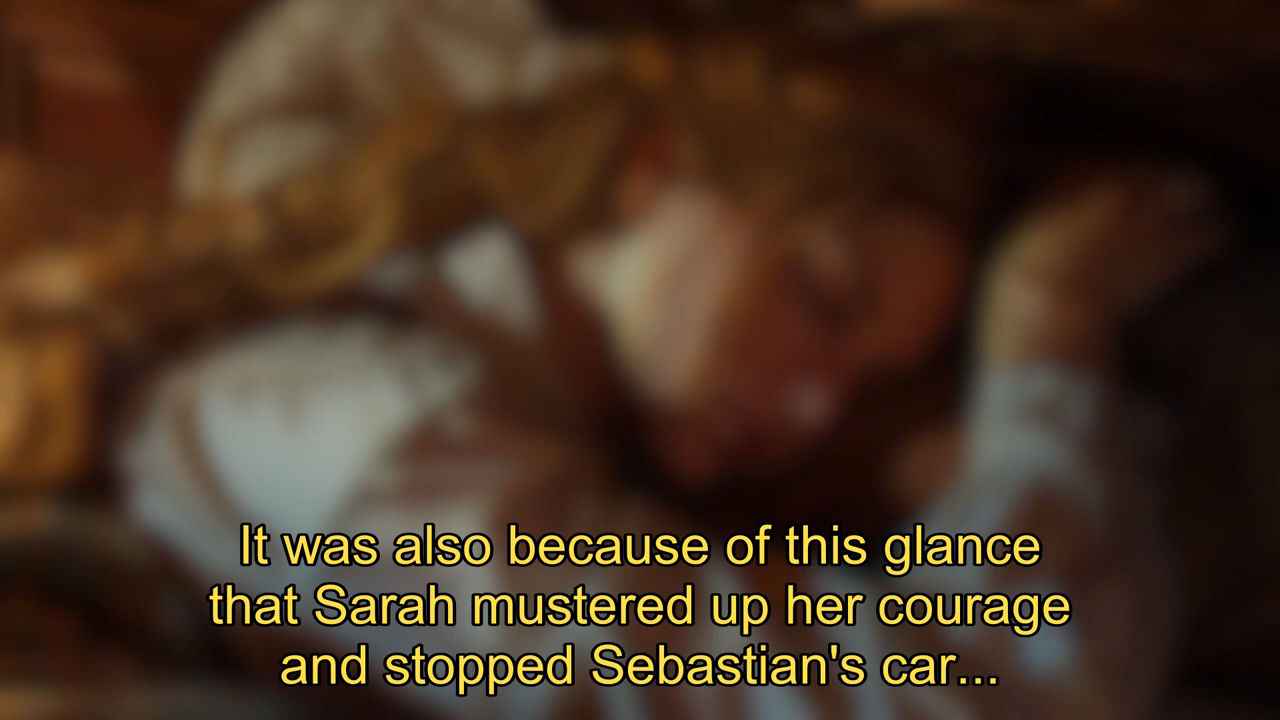 It was also because of this glance
that Sarah mustered up her courage
and stopped Sebastian's car...